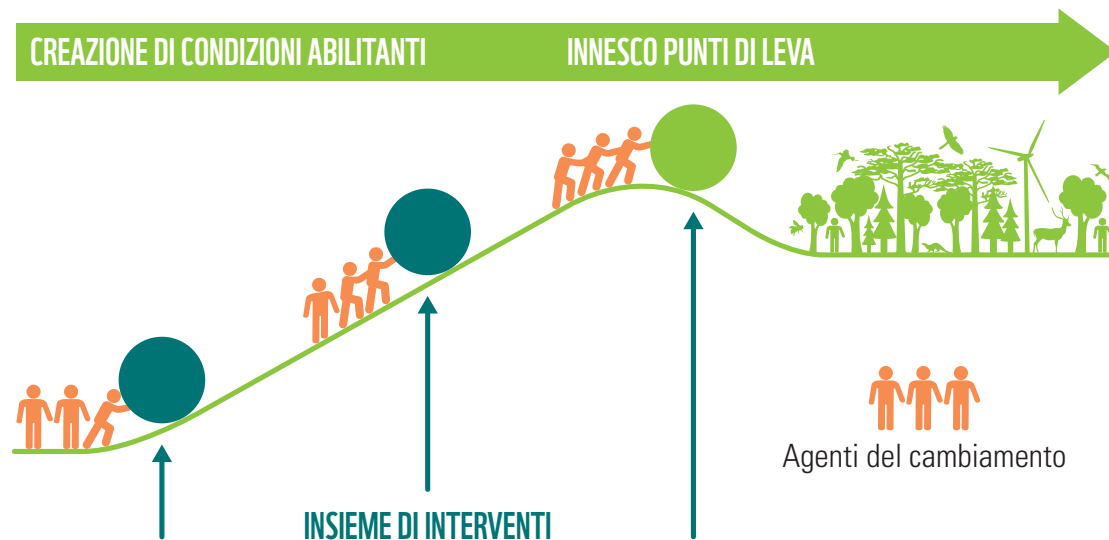 CREAZIONE DI CONDIZIONI ABILITANTI
INNESCO PUNTI DI LEVA
Agenti del cambiamento
INSIEME DI INTERVENTI